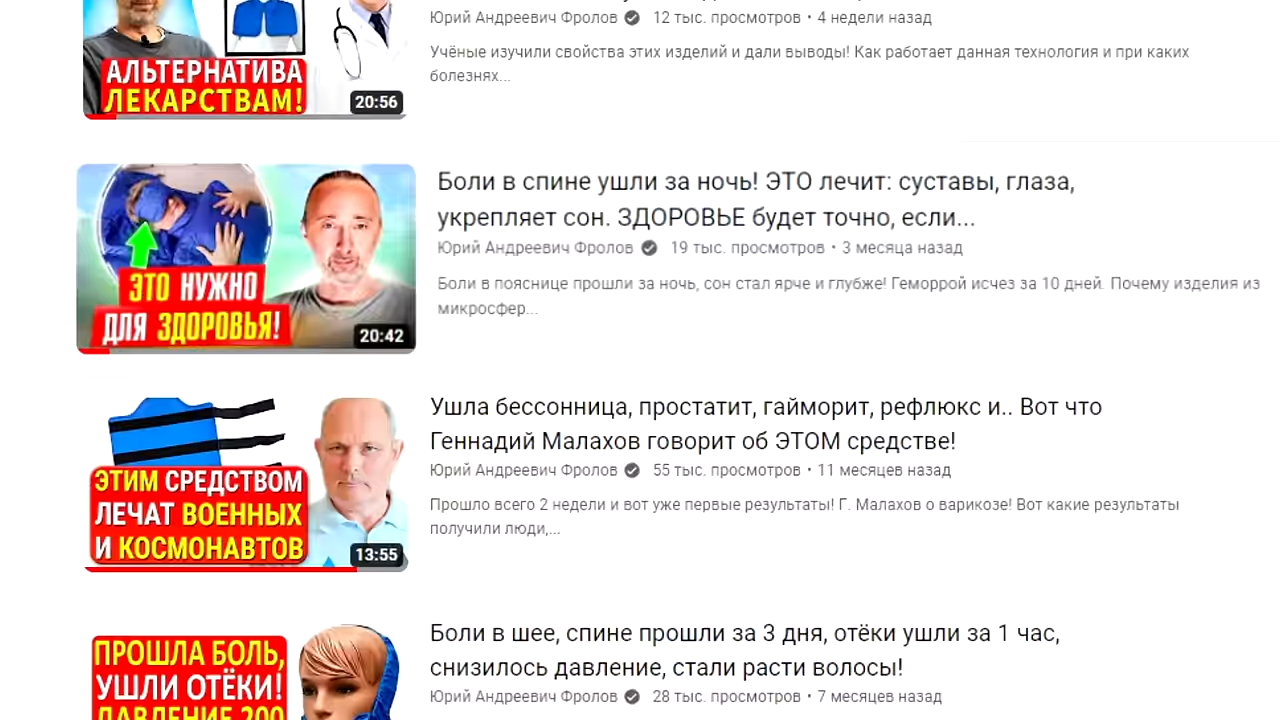 Юрий Андреевич Фролов 12 тыс. просмотров • 4 недели назад
Учёные изучили свойства этих изделий и дали выводы! Как работает данная технология и при каких
болезнях...
АЛЬТЕРНАТИВА
ЛЕКАРСТВАМ!
20:56
Боли в спине ушли за ночь! ЭТО лечит: суставы, глаза,
укрепляет сон. ЗДОРОВЬЕ будет точно, если...
Юрий Андреевич Фролов 19 тыс. просмотров • 3 месяца назад
Боли в пояснице прошли за ночь, сон стал ярче и глубже! Геморрой исчез за 10 дней. Почему изделия из
микросфер...
ЭТО НУЖНО
ДЛЯ ЗДОРОВЬЯ!
20:42
Ушла бессонница, простатит, гайморит, рефлюкс и.. Вот что
Геннадий Малахов говорит об ЭТОМ средстве!
Юрий Андреевич Фролов 55 тыс. просмотров • 11 месяцев назад
Прошло всего 2 недели и вот уже первые результаты! Г. Малахов о варикозе! Вот какие результаты
получили люди,...
ЭТИМ СРЕДСТВОМ
ЛЕЧАТ ВОЕННЫХ
И КОСМОНАВТОВ
13:55
Боли в шее, спине прошли за 3 дня, отёки ушли за 1 час,
снизилось давление, стали расти волосы!
Юрий Андреевич Фролов 28 тыс. просмотров • 7 месяцев назад
ПРОШЛА БОЛЬ,
УШЛИ ОТЁКИ!
ДАВЛЕНИЕ 200